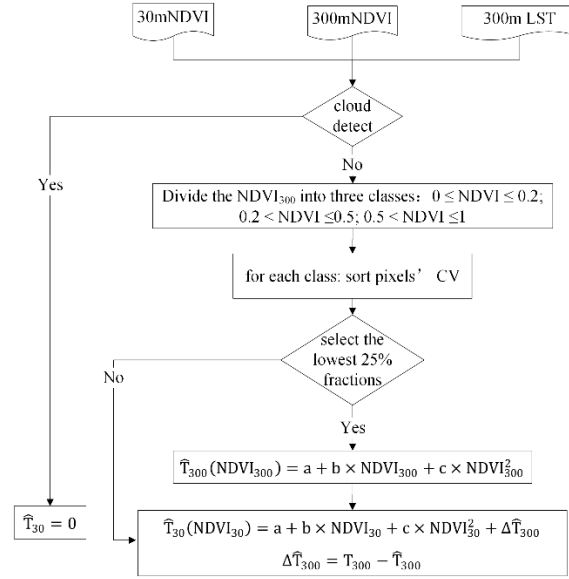 30mNDVI
300mNDVI
300m LST
cloud
detect
Yes
No
Divide the NDVI₃₀₀ into three classes: 0 ≤ NDVI ≤ 0.2;
0.2 < NDVI ≤0.5; 0.5 < NDVI ≤1
for each class: sort pixels’ CV
select the
lowest 25%
fractions
No
Yes
T̂₃₀₀(NDVI₃₀₀) = a + b × NDVI₃₀₀ + c × NDVI₃₀₀²
T̂₃₀ = 0
T̂₃₀(NDVI₃₀) = a + b × NDVI₃₀ + c × NDVI₃₀² + ΔT̂₃₀₀
ΔT̂₃₀₀ = T₃₀₀ − T̂₃₀₀